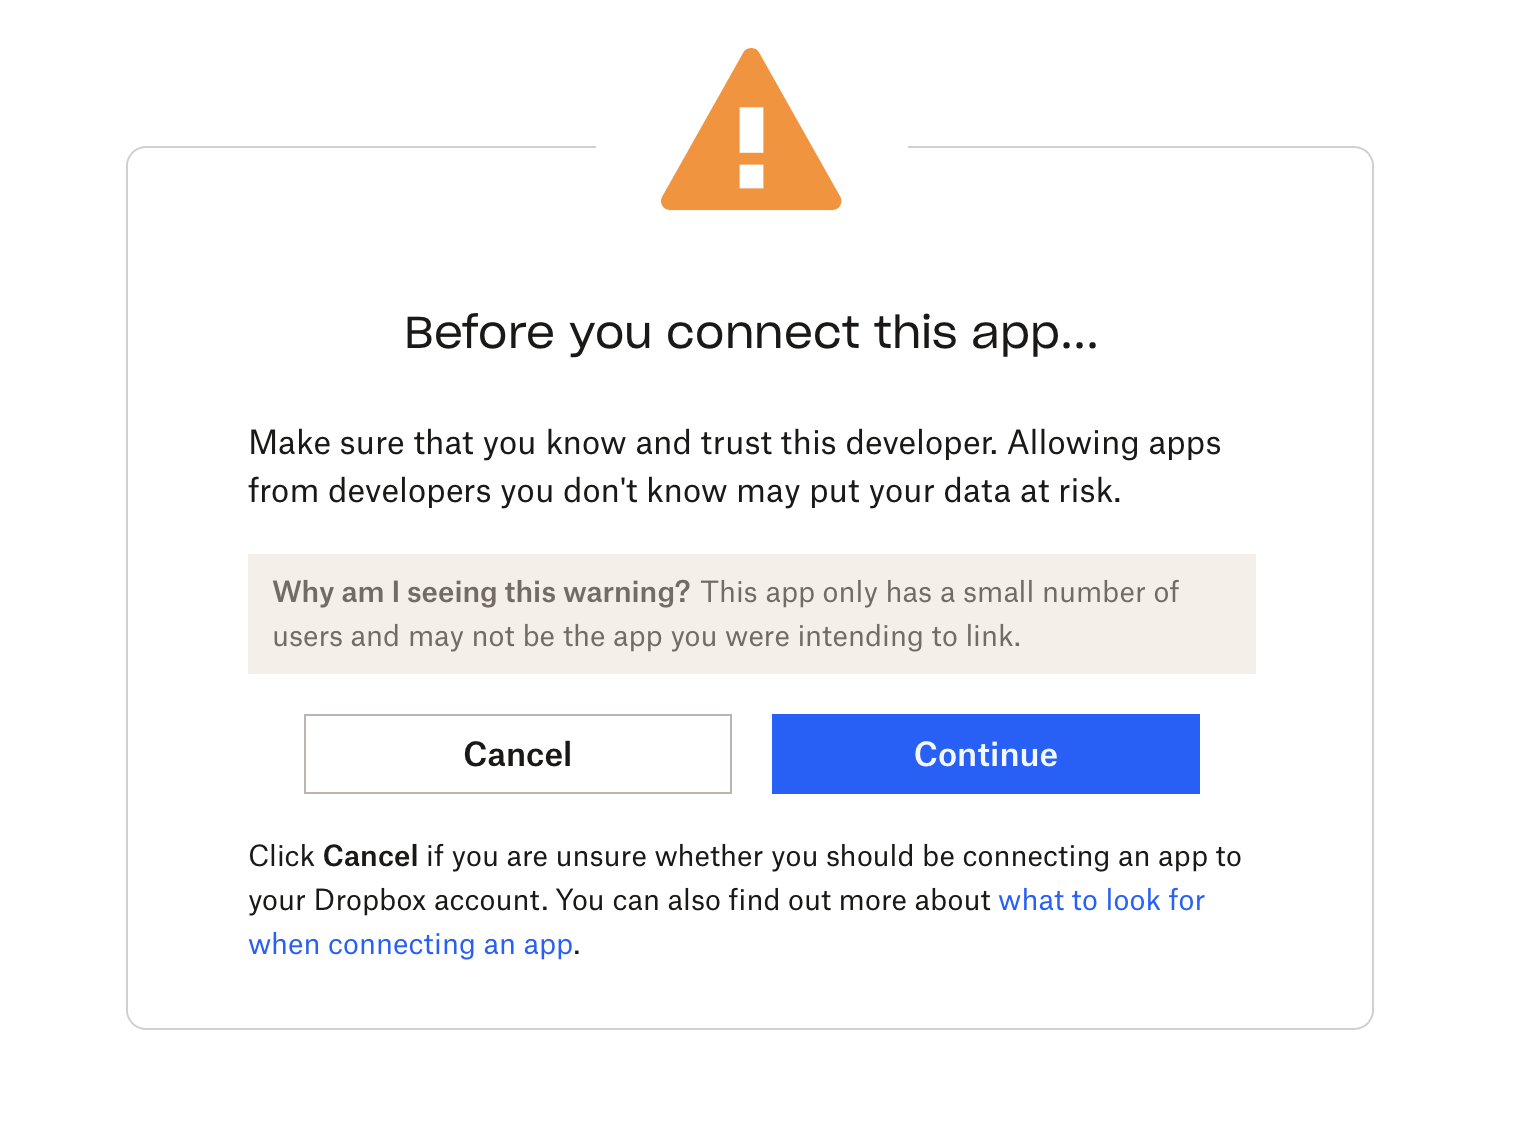 Before you connect this app...
Make sure that you know and trust this developer. Allowing apps
from developers you don't know may put your data at risk.
Why am I seeing this warning? This app only has a small number of
users and may not be the app you were intending to link.
Cancel
Continue
Click Cancel if you are unsure whether you should be connecting an app to
your Dropbox account. You can also find out more about what to look for
when connecting an app.